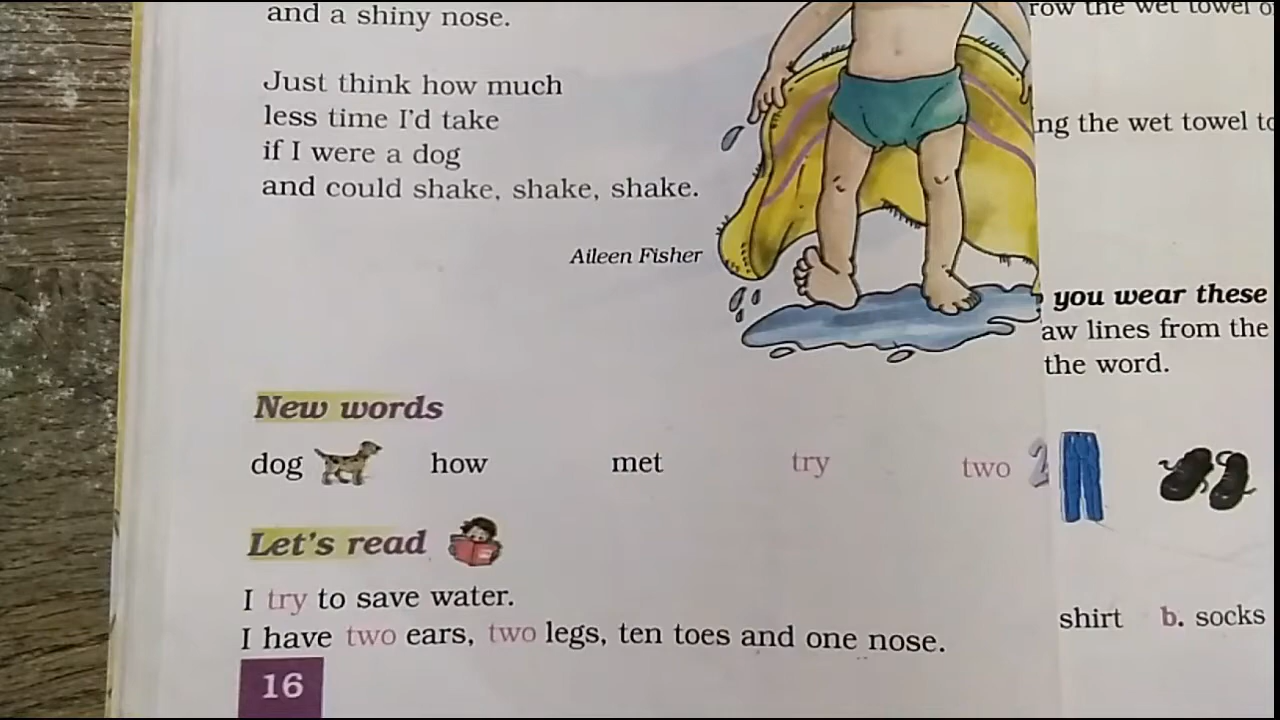 and a shiny nose.
Just think how much
less time I'd take
if I were a dog
and could shake, shake, shake.
Aileen Fisher
New words
dog how met try two 2
Let's read
I try to save water.
I have two ears, two legs, ten toes and one nose.
16
the wet towel
the wet towel
you wear these
lines from the
the word.
shirt b. socks